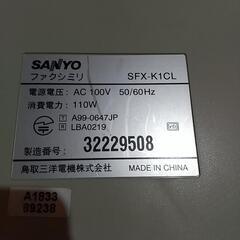 SANYO
ファクシミリ SFX-K1CL
電源電圧: AC 100V 50/60Hz
消費電力: 110W
T A99-0647JP
R LBA0219
製造番号: 32229508
鳥取三洋電機株式会社 MADE IN CHINA
A1933
89238